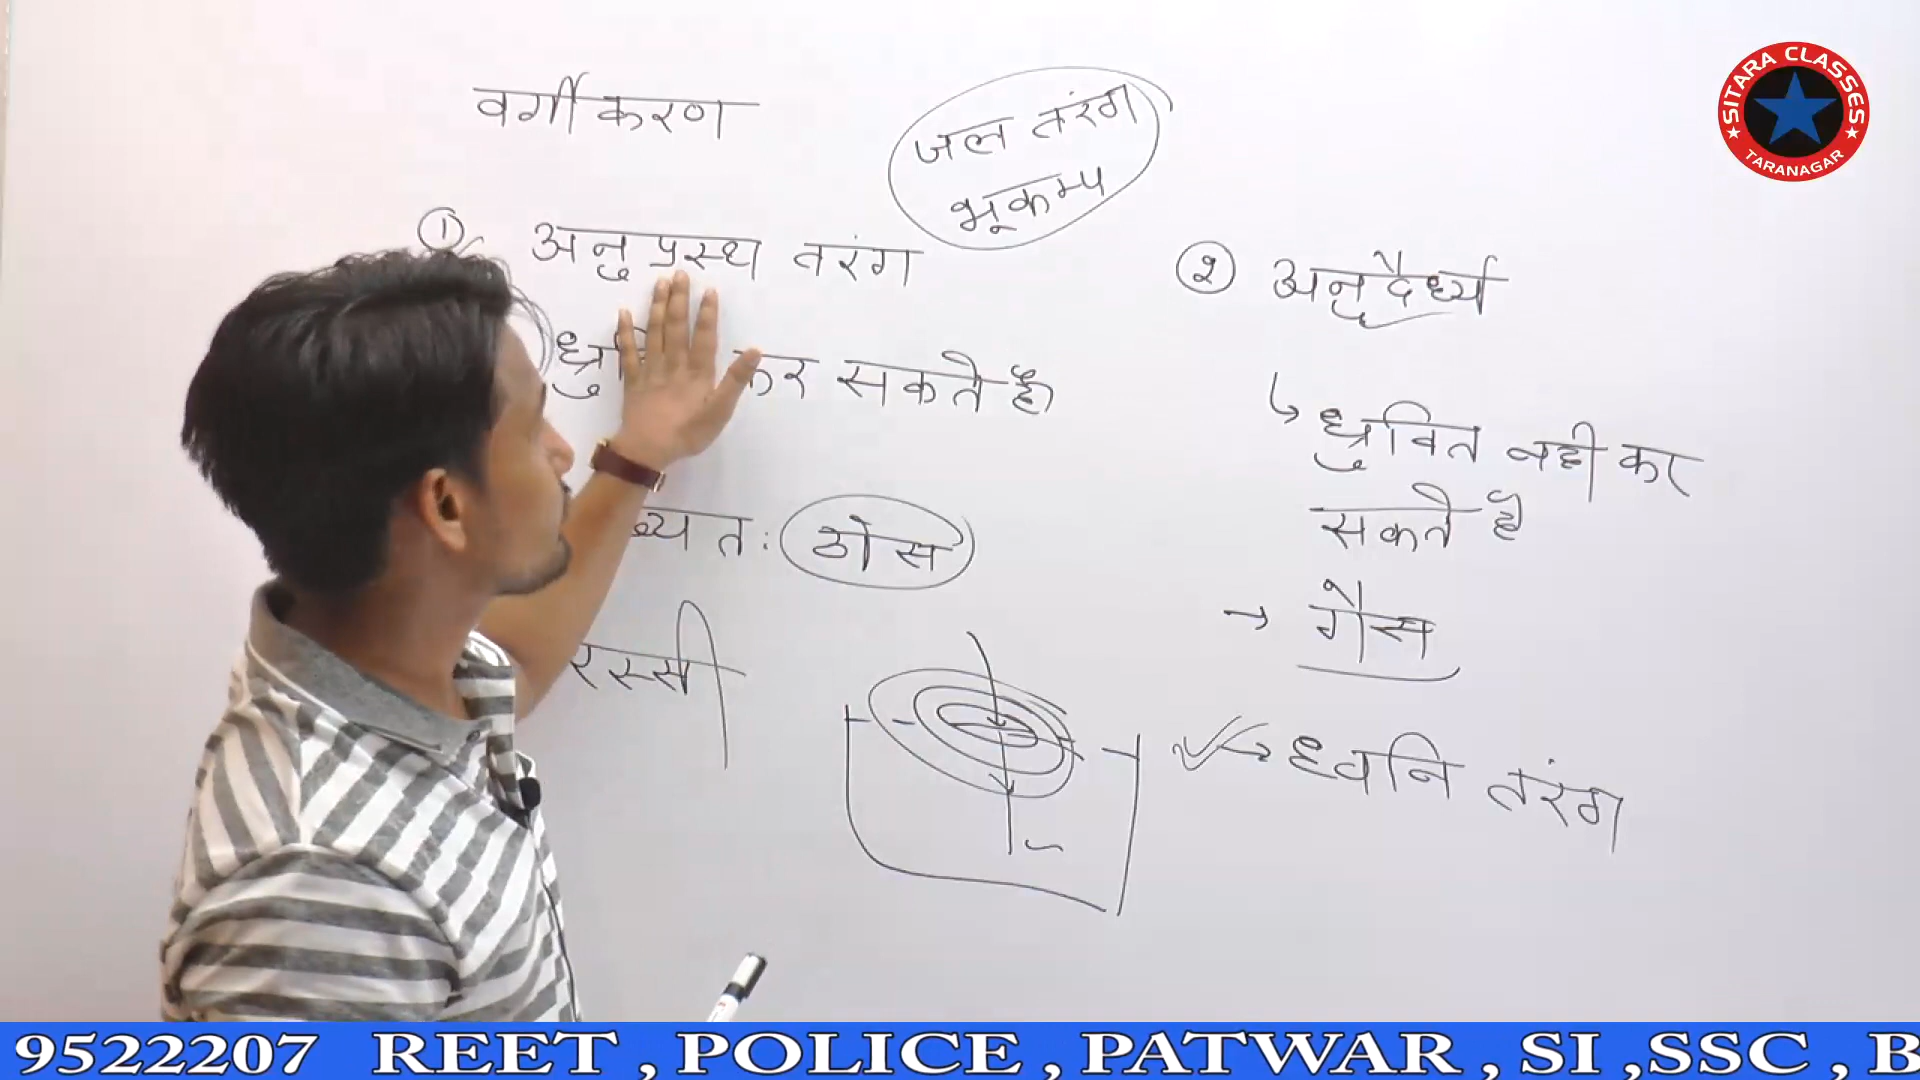 वर्गीकरण
जल तरंग
भूकम्प
① अनुप्रस्थ तरंग
कर सकते है
ठोस
रस्सी
② अनुदैर्ध्य
↳ ध्रुवित नही कर
सकते है
→ गैस
→ ध्वनि तरंग
SITARA CLASSES
TARANAGAR
9522207 REET , POLICE , PATWAR , SI ,SSC , B